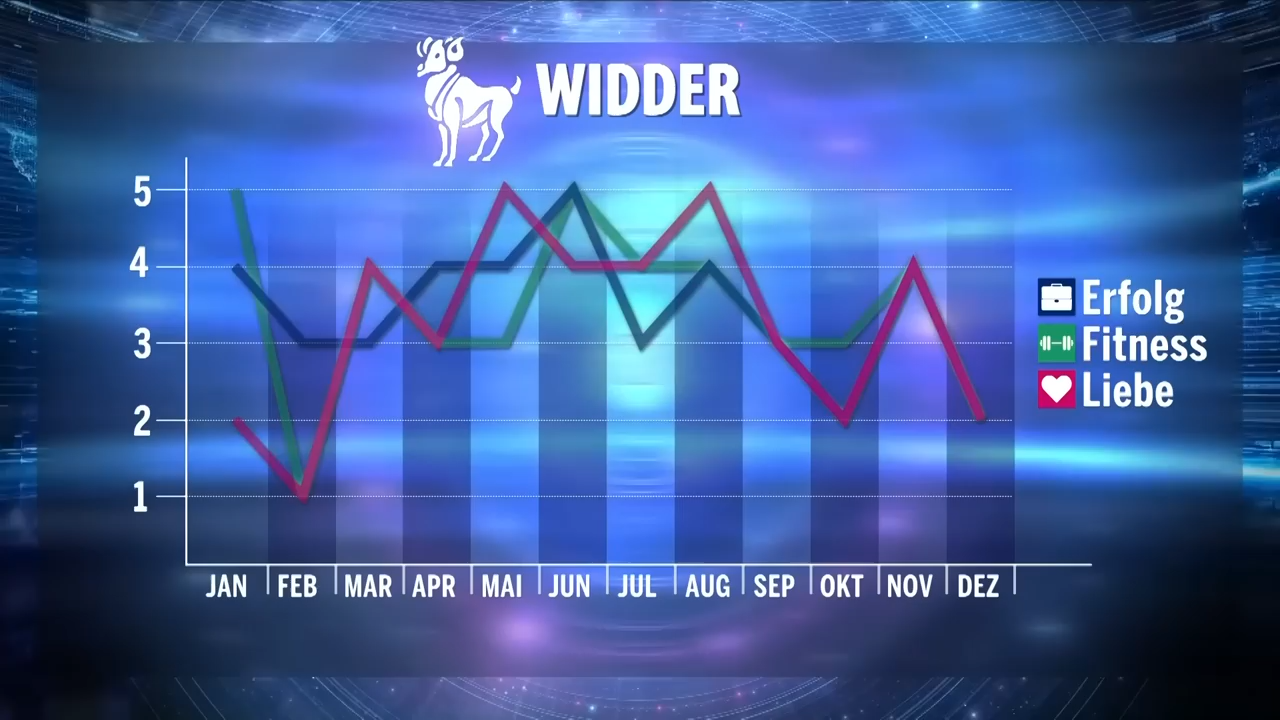 WIDDER
5
4
3
2
1
JAN FEB MAR APR MAI JUN JUL AUG SEP OKT NOV DEZ
Erfolg
Fitness
Liebe